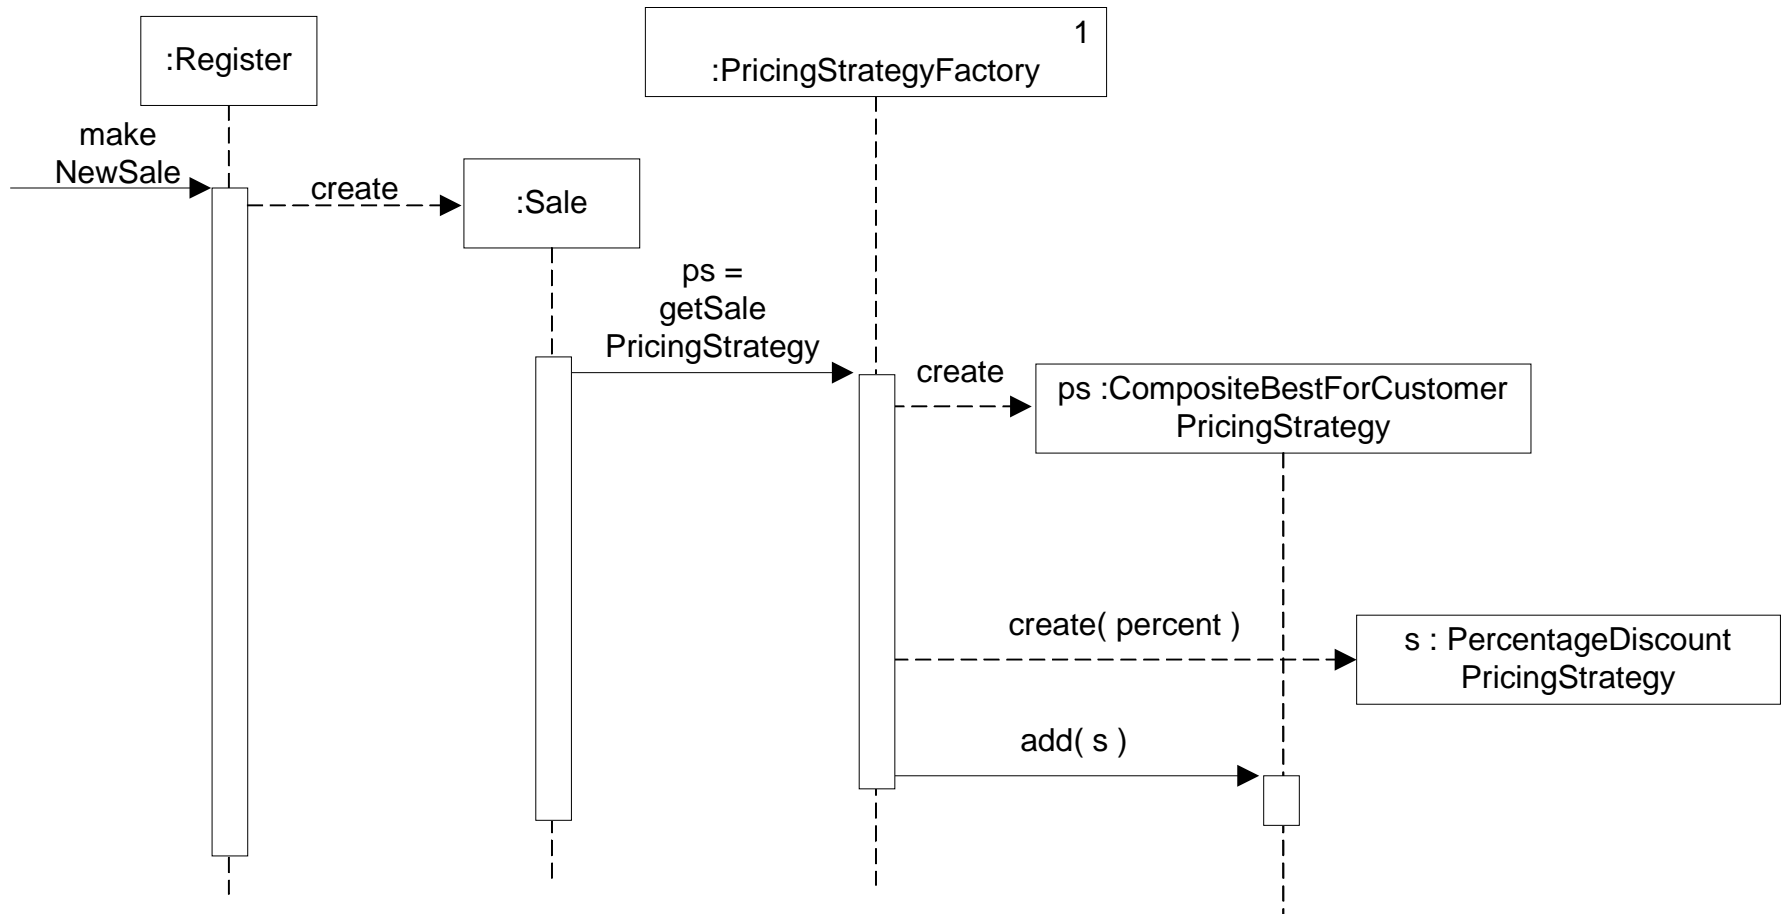 1
:Register
:PricingStrategyFactory
make
NewSale
create
:Sale
ps =
getSale
PricingStrategy
create
ps :CompositeBestForCustomer
PricingStrategy
create( percent )
s : PercentageDiscount
PricingStrategy
add( s )